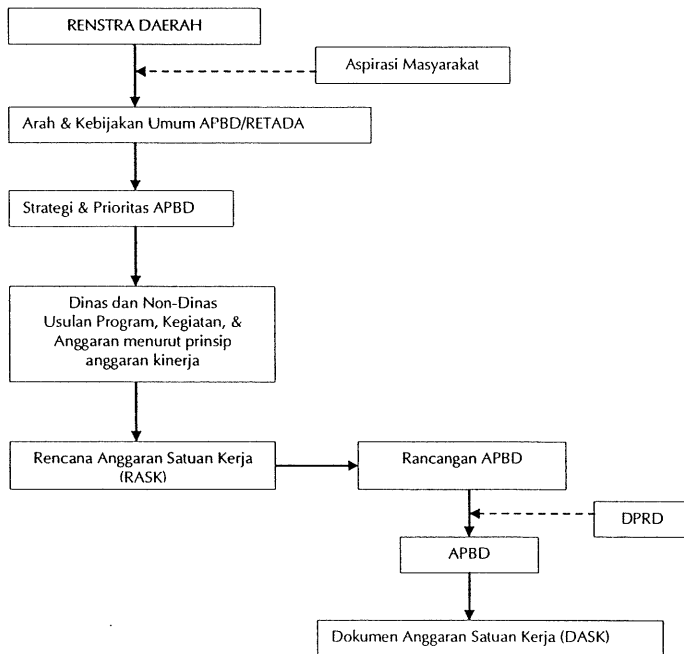 RENSTRA DAERAH
Aspirasi Masyarakat
Arah & Kebijakan Umum APBD/RETADA
Strategi & Prioritas APBD
Dinas dan Non-Dinas
Usulan Program, Kegiatan, &
Anggaran menurut prinsip
anggaran kinerja
Rencana Anggaran Satuan Kerja
(RASK)
Rancangan APBD
DPRD
APBD
Dokumen Anggaran Satuan Kerja (DASK)